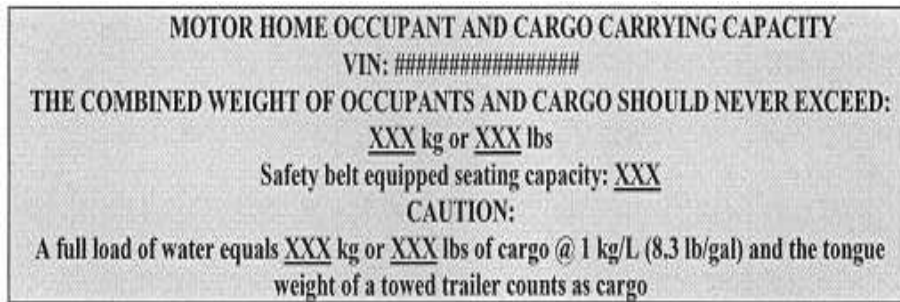 MOTOR HOME OCCUPANT AND CARGO CARRYING CAPACITY
VIN: #################
THE COMBINED WEIGHT OF OCCUPANTS AND CARGO SHOULD NEVER EXCEED:
XXX kg or XXX lbs
Safety belt equipped seating capacity: XXX
CAUTION:
A full load of water equals XXX kg or XXX lbs of cargo @ 1 kg/L (8.3 lb/gal) and the tongue
weight of a towed trailer counts as cargo